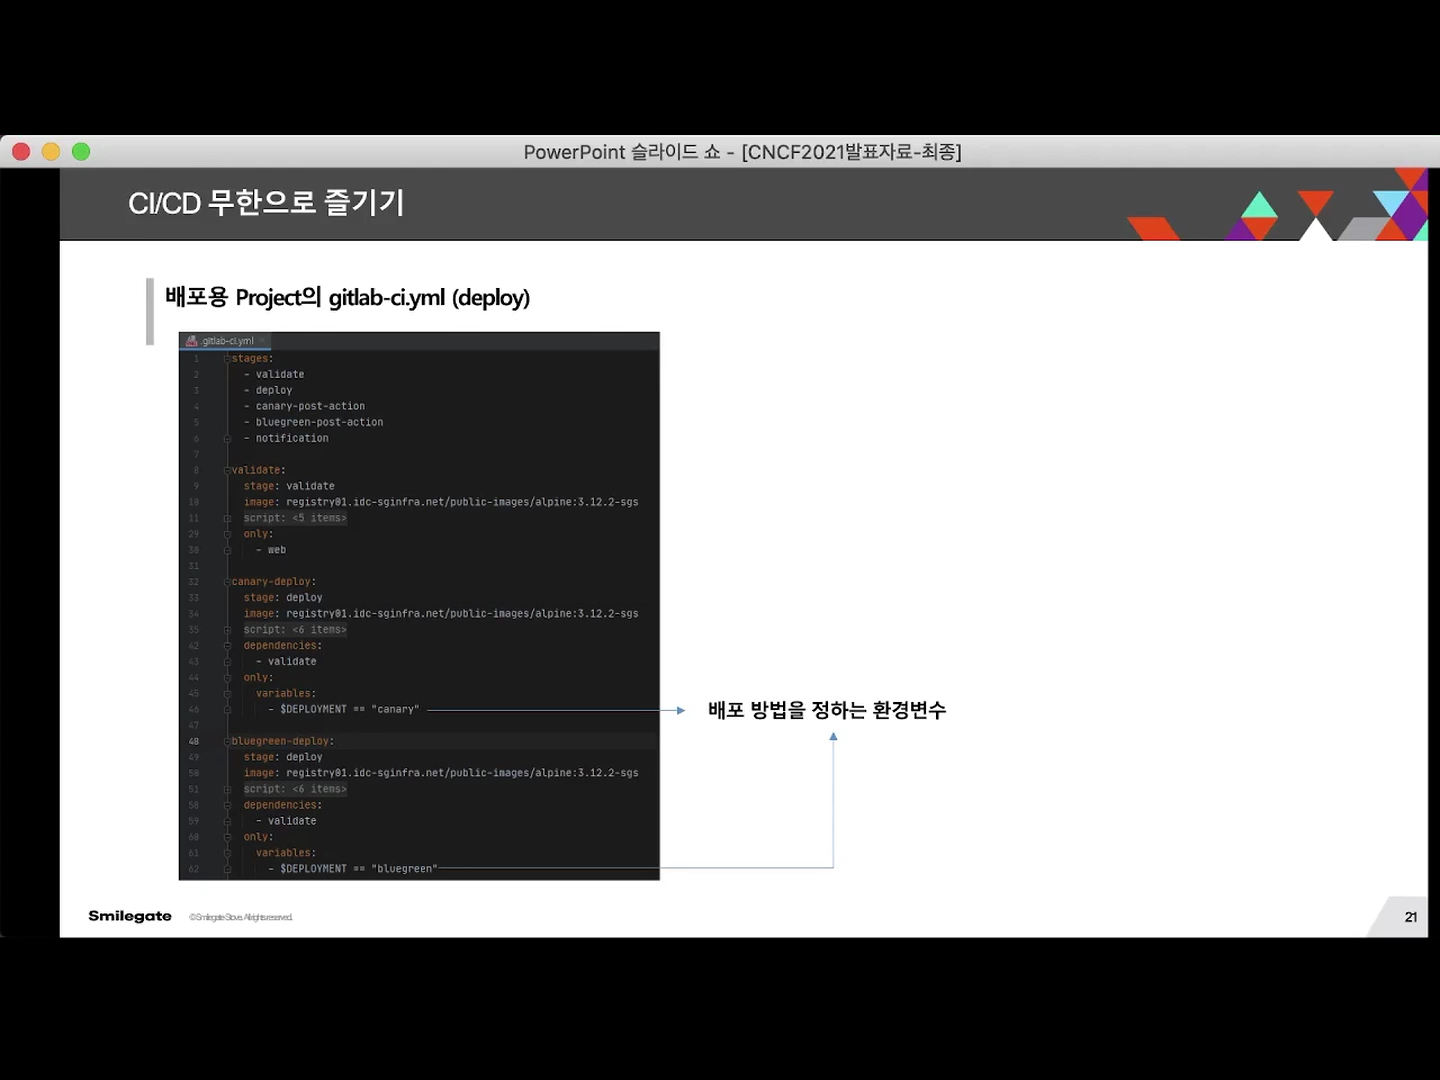 PowerPoint 슬라이드 쇼 - [CNCF2021발표자료-최종]
CI/CD 무한으로 즐기기
배포용 Project의 gitlab-ci.yml (deploy)
.gitlab-ci.yml
1 stages:
2 - validate
3 - deploy
4 - canary-post-action
5 - bluegreen-post-action
6 - notification
7
8 validate:
9 stage: validate
10 image: registry01.idc-sginfra.net/public-images/alpine:3.12.2-sgs
11 script: <5 items>
29 only:
30 - web
31
32 canary-deploy:
33 stage: deploy
34 image: registry01.idc-sginfra.net/public-images/alpine:3.12.2-sgs
35 script: <6 items>
42 dependencies:
43 - validate
44 only:
45 variables:
46 - $DEPLOYMENT == "canary"
배포 방법을 정하는 환경변수
47
48 bluegreen-deploy:
49 stage: deploy
50 image: registry01.idc-sginfra.net/public-images/alpine:3.12.2-sgs
51 script: <6 items>
58 dependencies:
59 - validate
60 only:
61 variables:
62 - $DEPLOYMENT == "bluegreen"
Smilegate
© Smilegate Stove. All rights reserved.
21